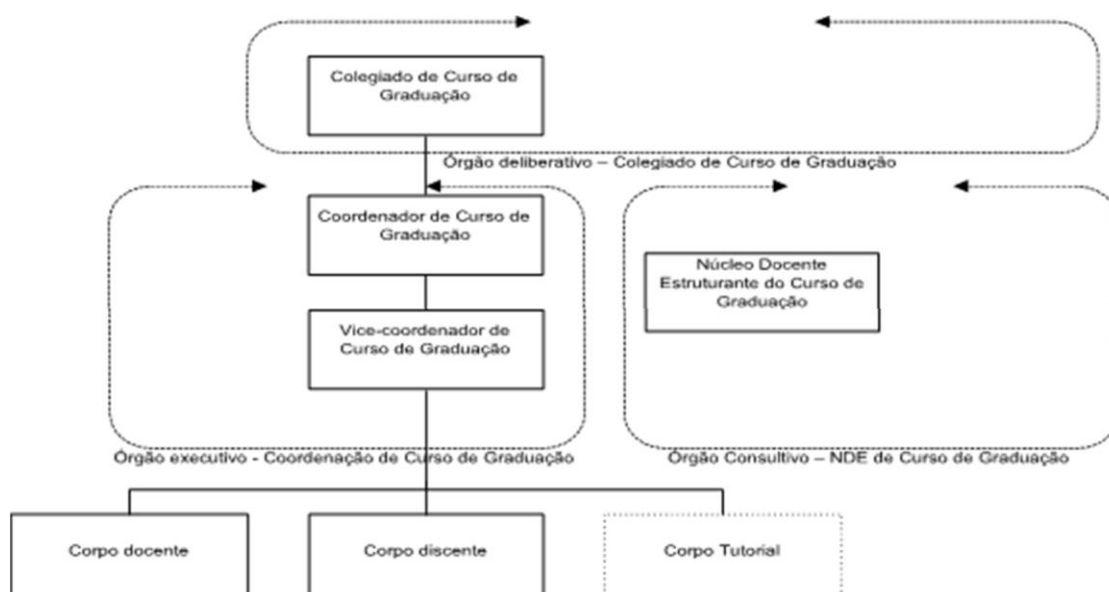 Colegiado de Curso de
Graduação
Órgão deliberativo – Colegiado de Curso de Graduação
Coordenador de Curso de
Graduação
Vice-coordenador de
Curso de Graduação
Órgão executivo - Coordenação de Curso de Graduação
Núcleo Docente
Estruturante do Curso de
Graduação
Órgão Consultivo – NDE de Curso de Graduação
Corpo docente
Corpo discente
Corpo Tutorial